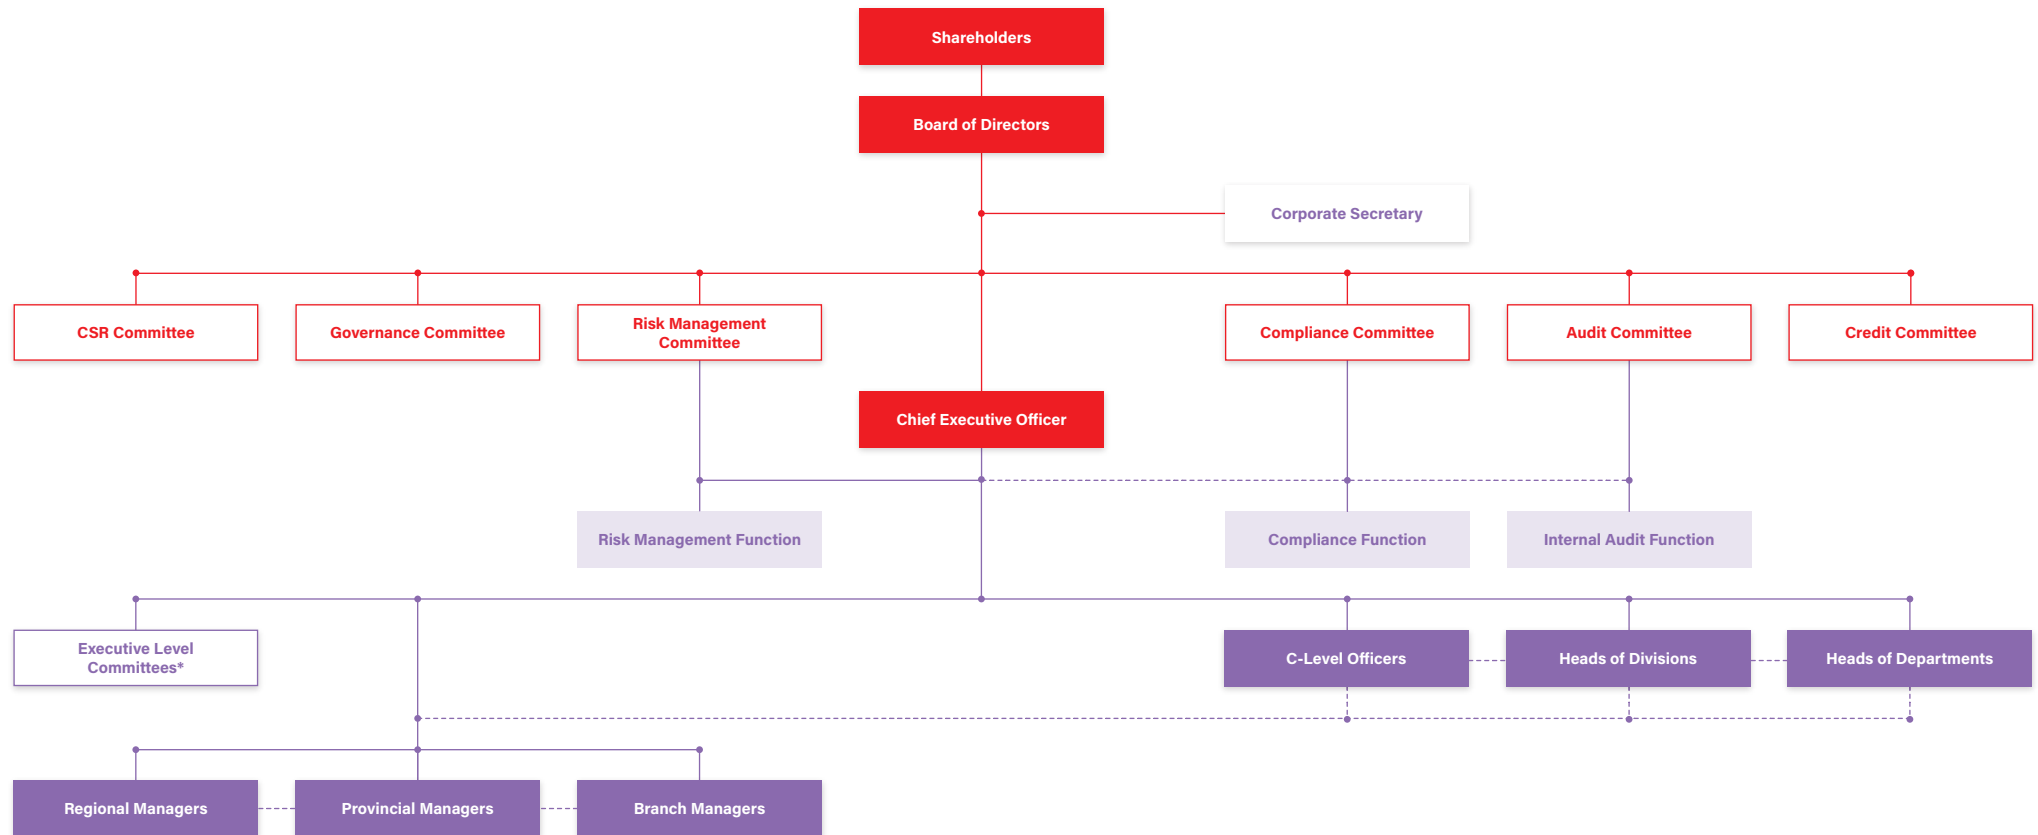 Shareholders
Board of Directors
Corporate Secretary
CSR Committee
Governance Committee
Risk Management
Committee
Compliance Committee
Audit Committee
Credit Committee
Chief Executive Officer
Risk Management Function
Compliance Function
Internal Audit Function
Executive Level
Committees*
C-Level Officers
Heads of Divisions
Heads of Departments
Regional Managers
Provincial Managers
Branch Managers